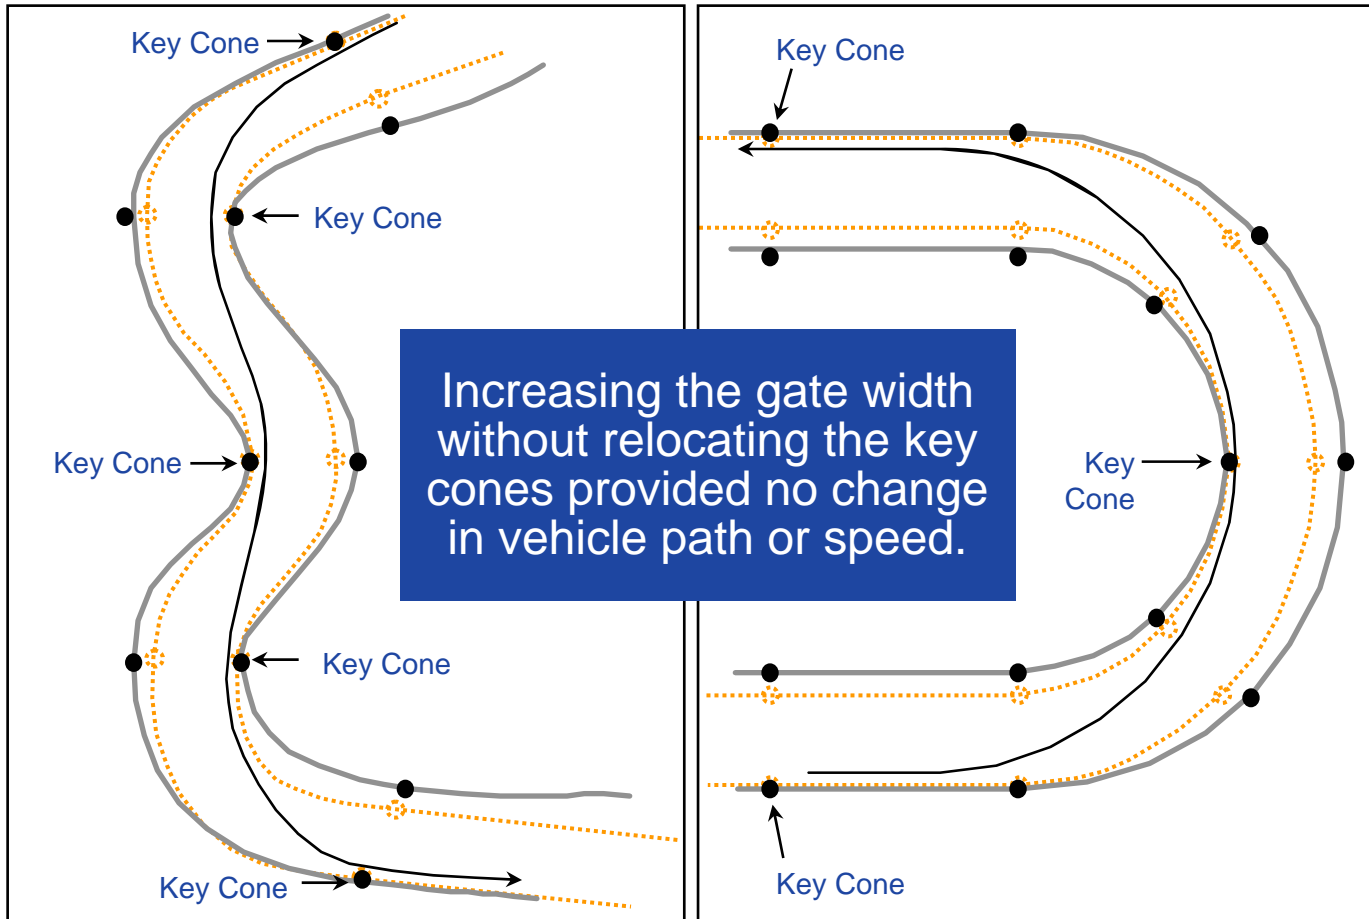 Key Cone
Key Cone
Key Cone
Key Cone
Key Cone
Increasing the gate width
without relocating the key
cones provided no change
in vehicle path or speed.
Key Cone
Key
Cone
Key Cone